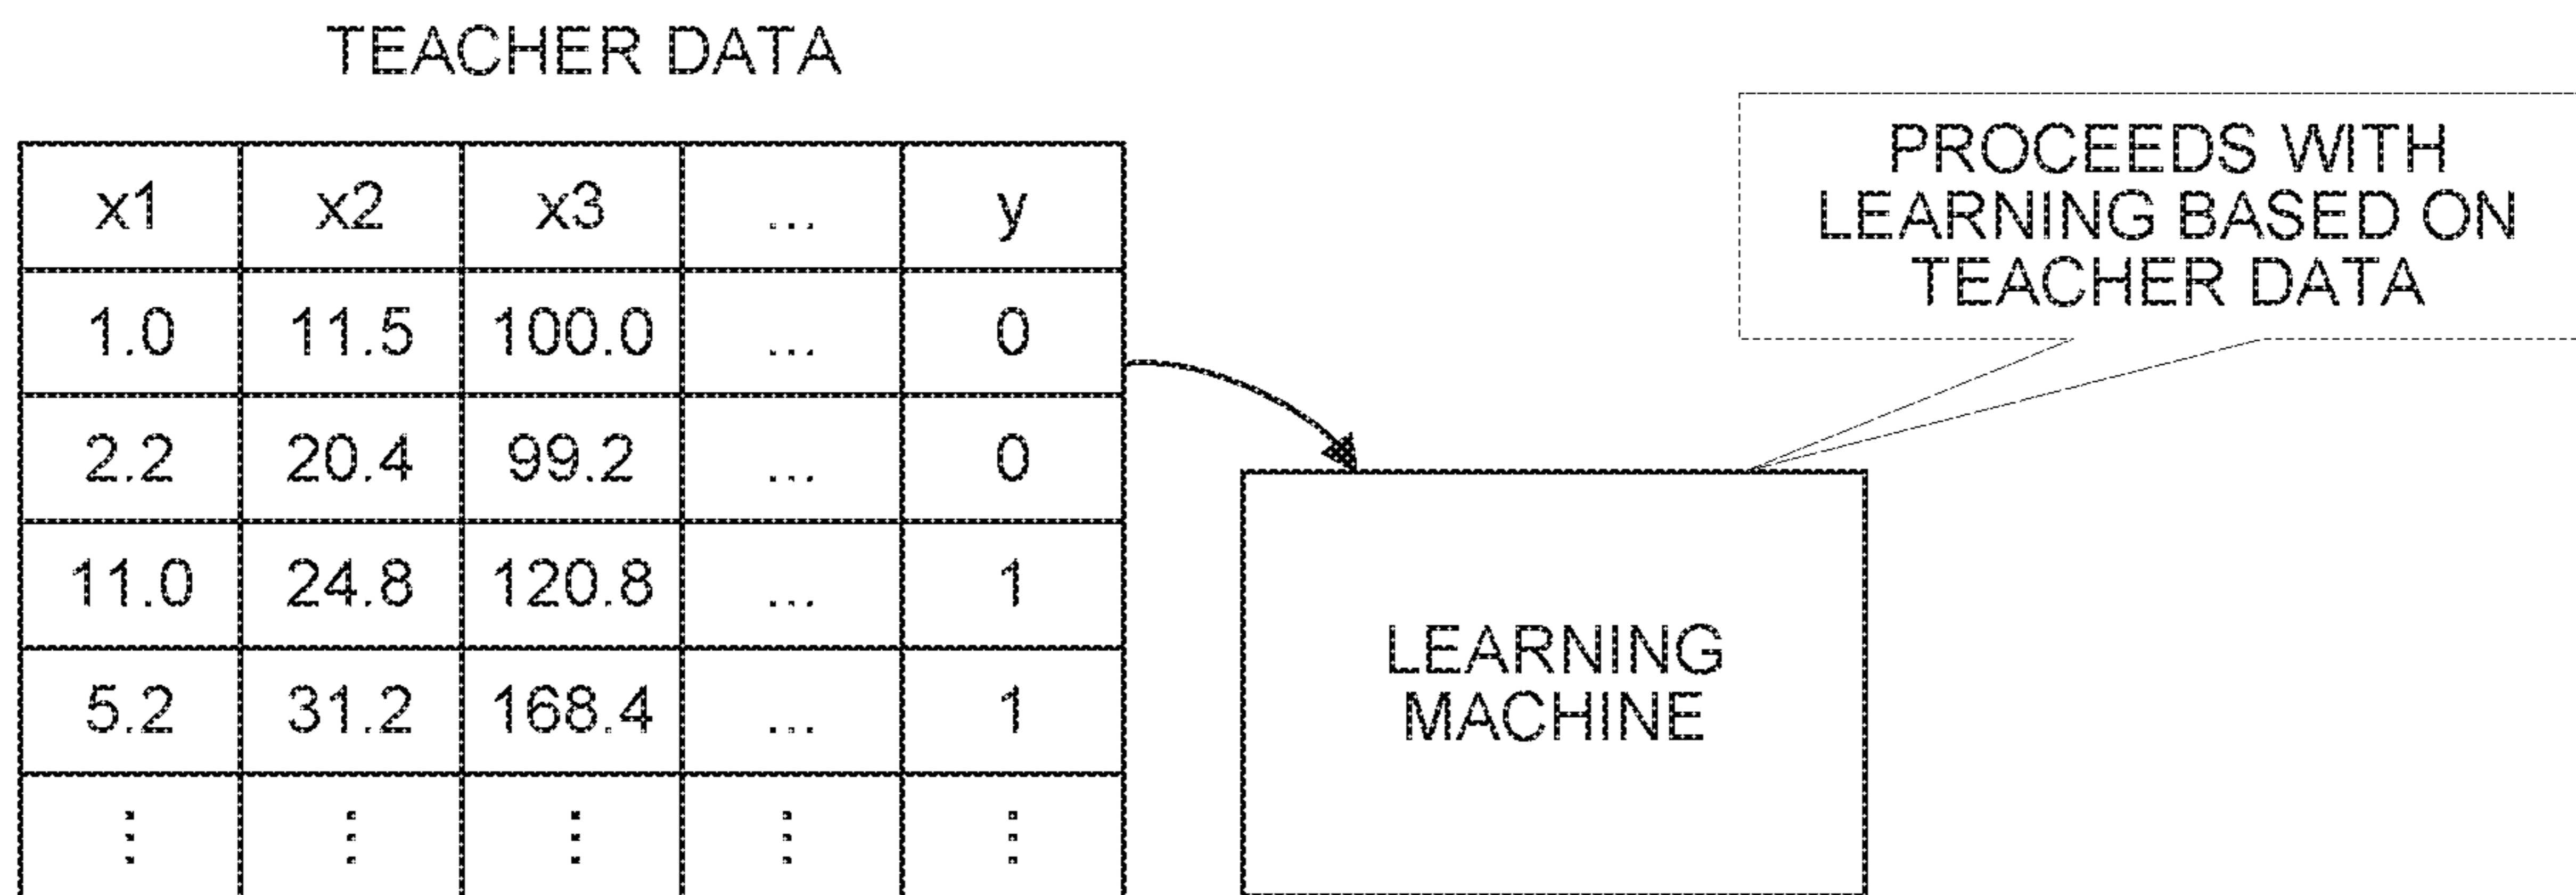 TEACHER DATA
x1 x2 x3 ... y
1.0 11.5 100.0 ... 0
2.2 20.4 99.2 ... 0
11.0 24.8 120.8 ... 1
5.2 31.2 168.4 ... 1
⋮ ⋮ ⋮ ⋮ ⋮
PROCEEDS WITH
LEARNING BASED ON
TEACHER DATA
LEARNING
MACHINE